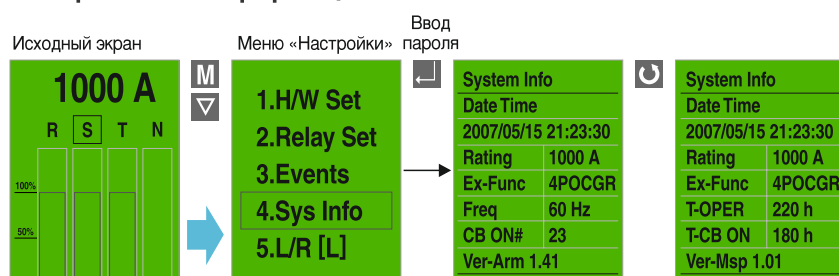 Исходный экран
1000 A
R S T N
100%
50%
M
Меню «Настройки»
1.H/W Set
2.Relay Set
3.Events
4.Sys Info
5.L/R [L]
Ввод
пароля
System Info
Date Time
2007/05/15 21:23:30
Rating 1000 A
Ex-Func 4POCGR
Freq 60 Hz
CB ON# 23
Ver-Arm 1.41
System Info
Date Time
2007/05/15 21:23:30
Rating 1000 A
Ex-Func 4POCGR
T-OPER 220 h
T-CB ON 180 h
Ver-Msp 1.01